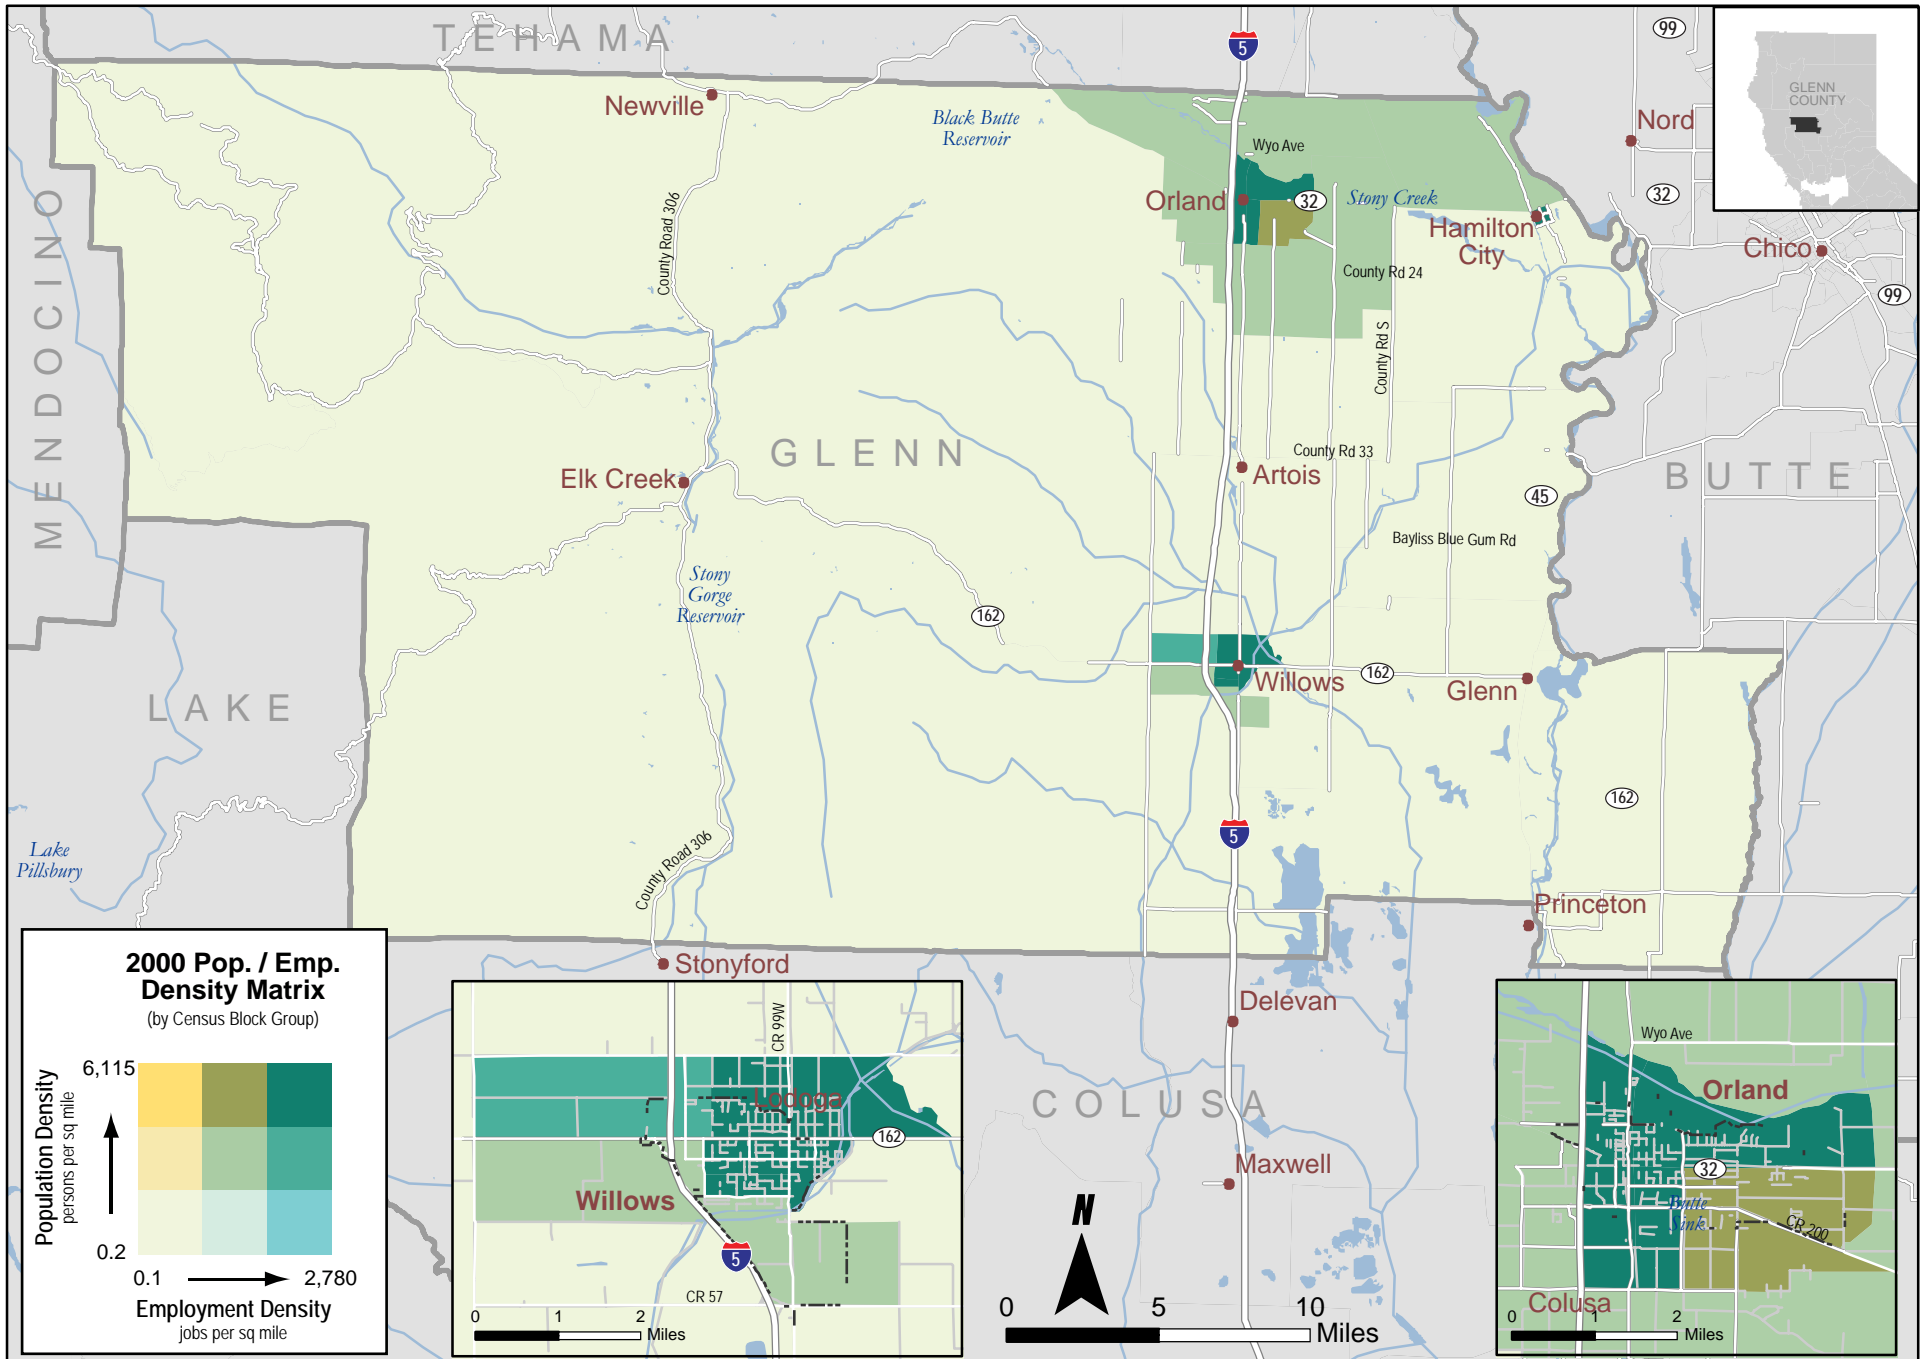 TEHAMA
5
99
GLENN
COUNTY
Newville
Black Butte
Reservoir
Nord
Wyo Ave
Orland
32
Stony Creek
32
Hamilton
City
Chico
County Road 306
County Rd 24
99
MENDOCINO
County Rd S
GLENN
County Rd 33
Artois
Elk Creek
BUTTE
45
Bayliss Blue Gum Rd
Stony
Gorge
Reservoir
162
Willows
162
Glenn
LAKE
162
5
Lake
Pillsbury
County Road 306
Princeton
Stonyford
Delevan
COLUSA
Maxwell
2000 Pop. / Emp.
Density Matrix
(by Census Block Group)
Population Density
persons per sq mile
6,115
0.2
0.1
2,780
Employment Density
jobs per sq mile
CR 99W
Lodoga
162
Willows
5
CR 57
0 1 2
Miles
N
0 5 10
Miles
Wyo Ave
Orland
32
Butte
Sink
CR 200
Colusa
0 1 2
Miles